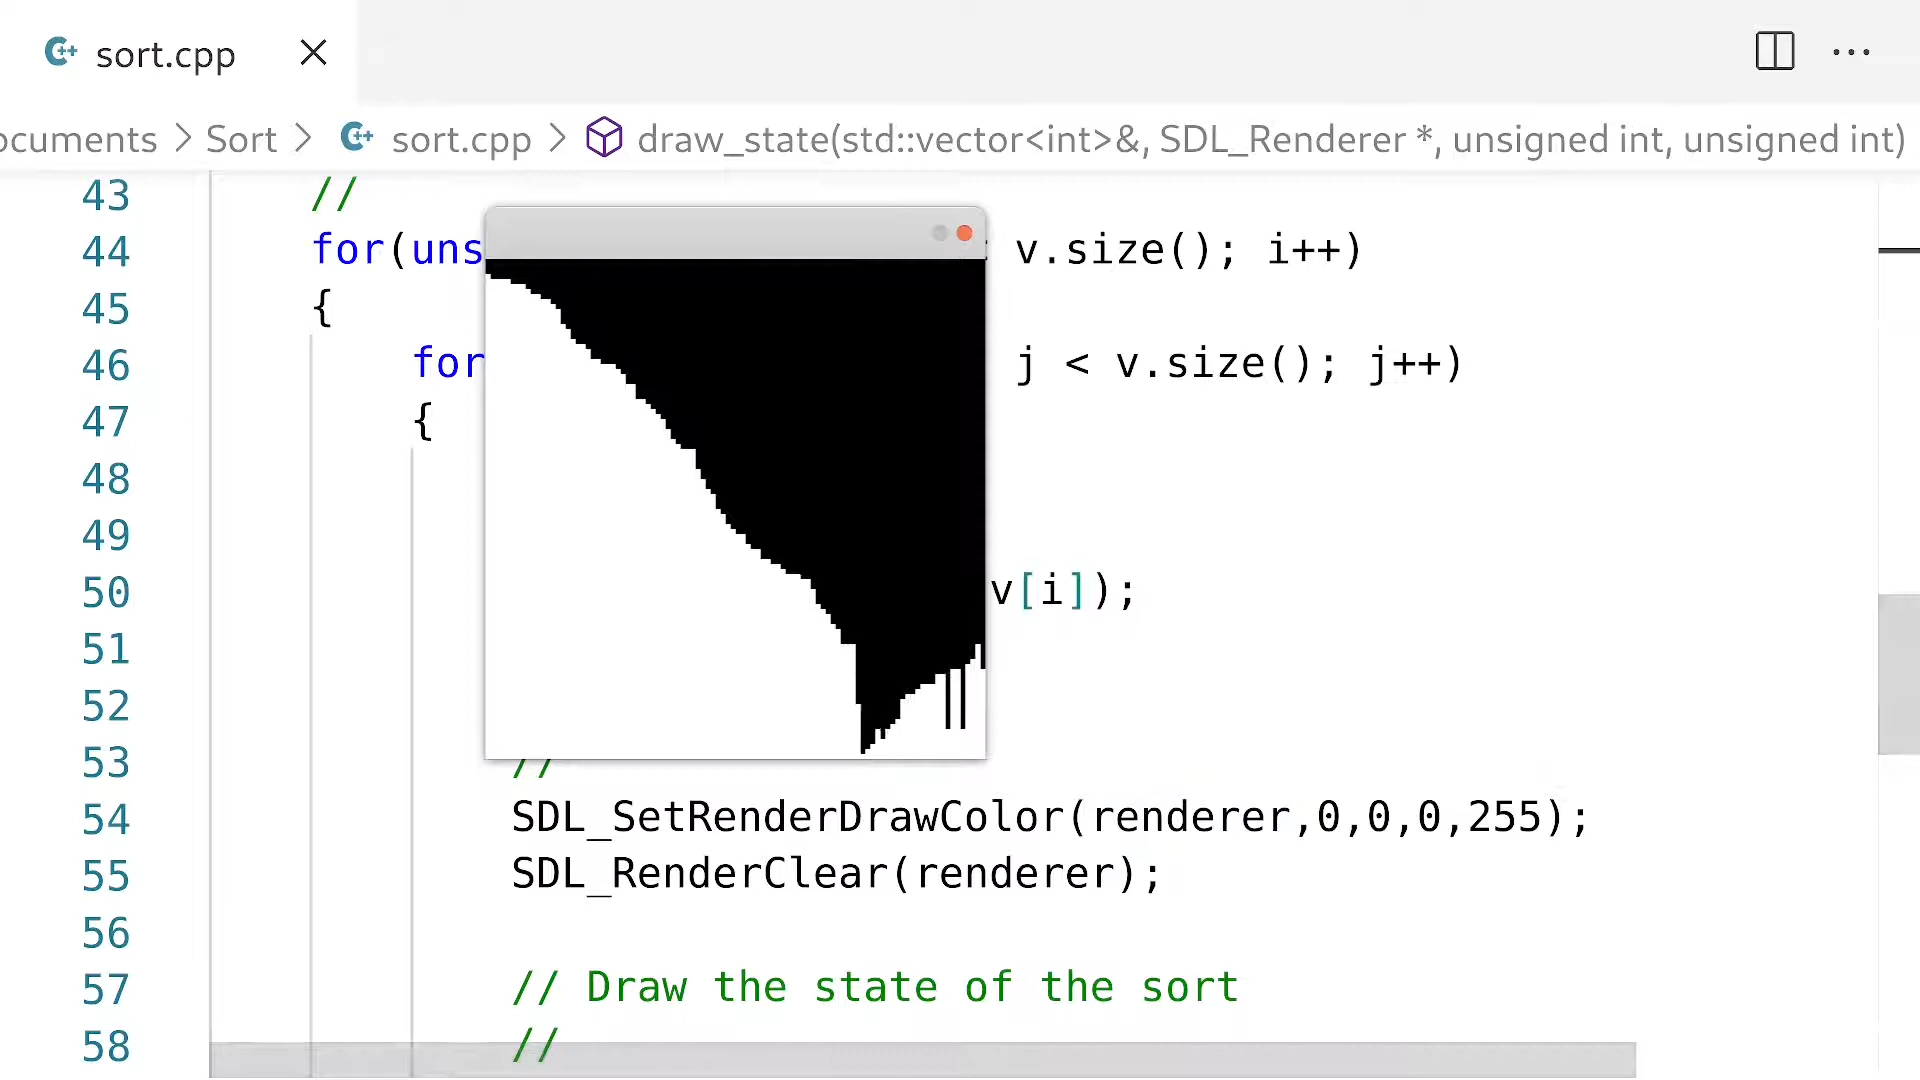 sort.cpp
ocuments > Sort > sort.cpp > draw_state(std::vector<int>&, SDL_Renderer *, unsigned int, unsigned int)
43 //
44 for(uns v.size(); i++)
45 {
46 for j < v.size(); j++)
47 {
48
49
50 v[i]);
51
52
53 //
54 SDL_SetRenderDrawColor(renderer,0,0,0,255);
55 SDL_RenderClear(renderer);
56
57 // Draw the state of the sort
58 //